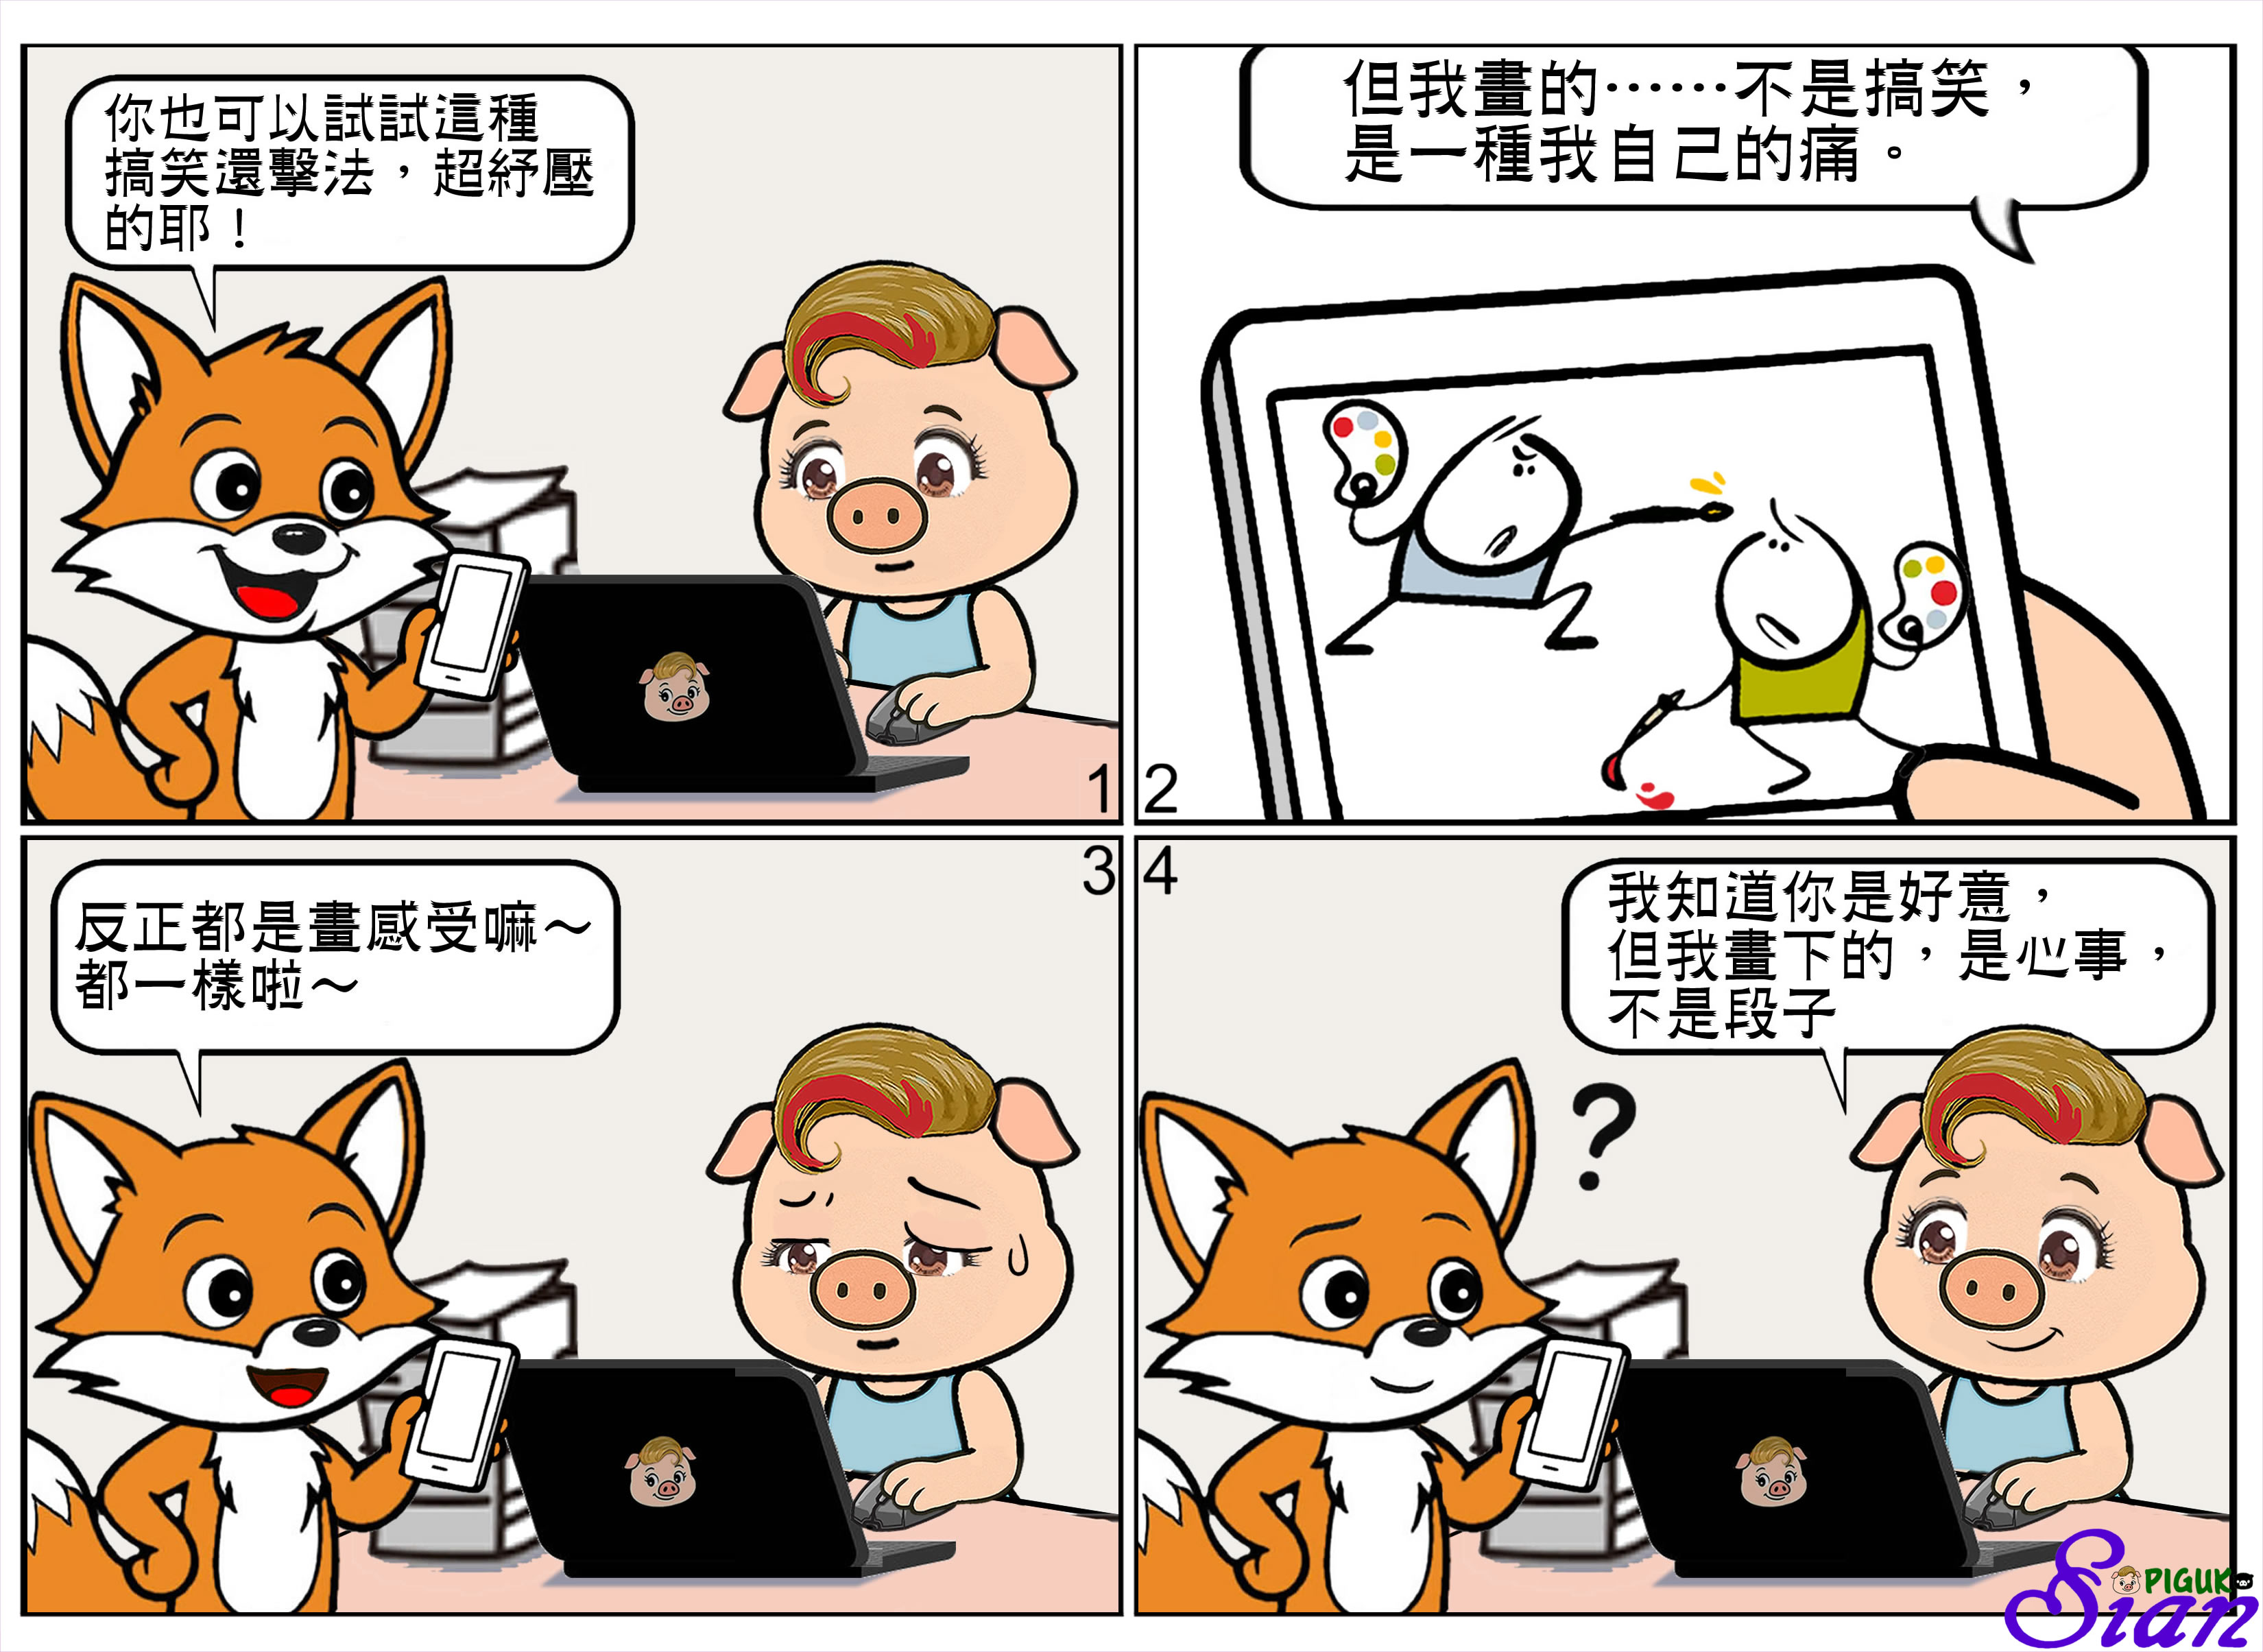 你也可以試試這種
搞笑還擊法，超紓壓
的耶！
1
但我畫的⋯⋯不是搞笑，
是一種我自己的痛。
2
反正都是畫感受嘛～
都一樣啦～
3
4
我知道你是好意，
但我畫下的，是心事，
不是段子
PIGUK
Sian